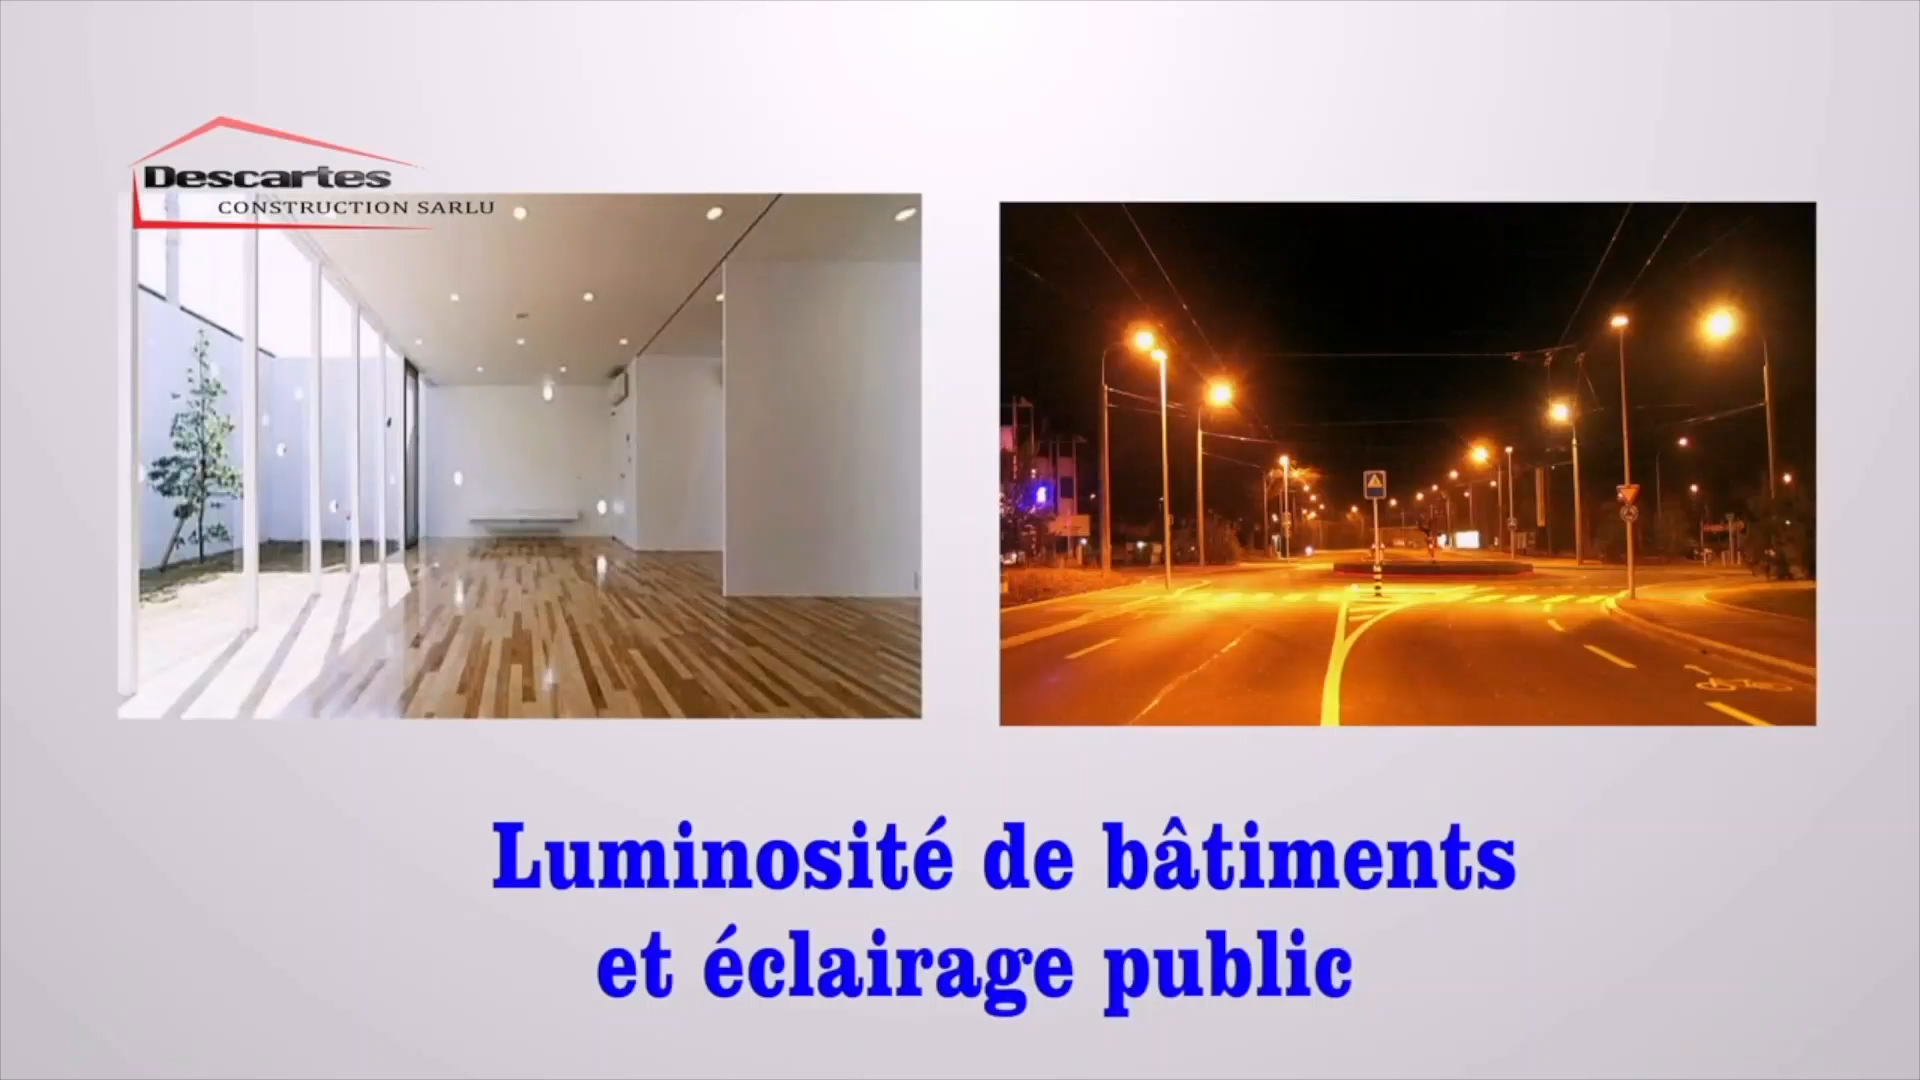 Descartes
CONSTRUCTION SARLU
Luminosité de bâtiments
et éclairage public